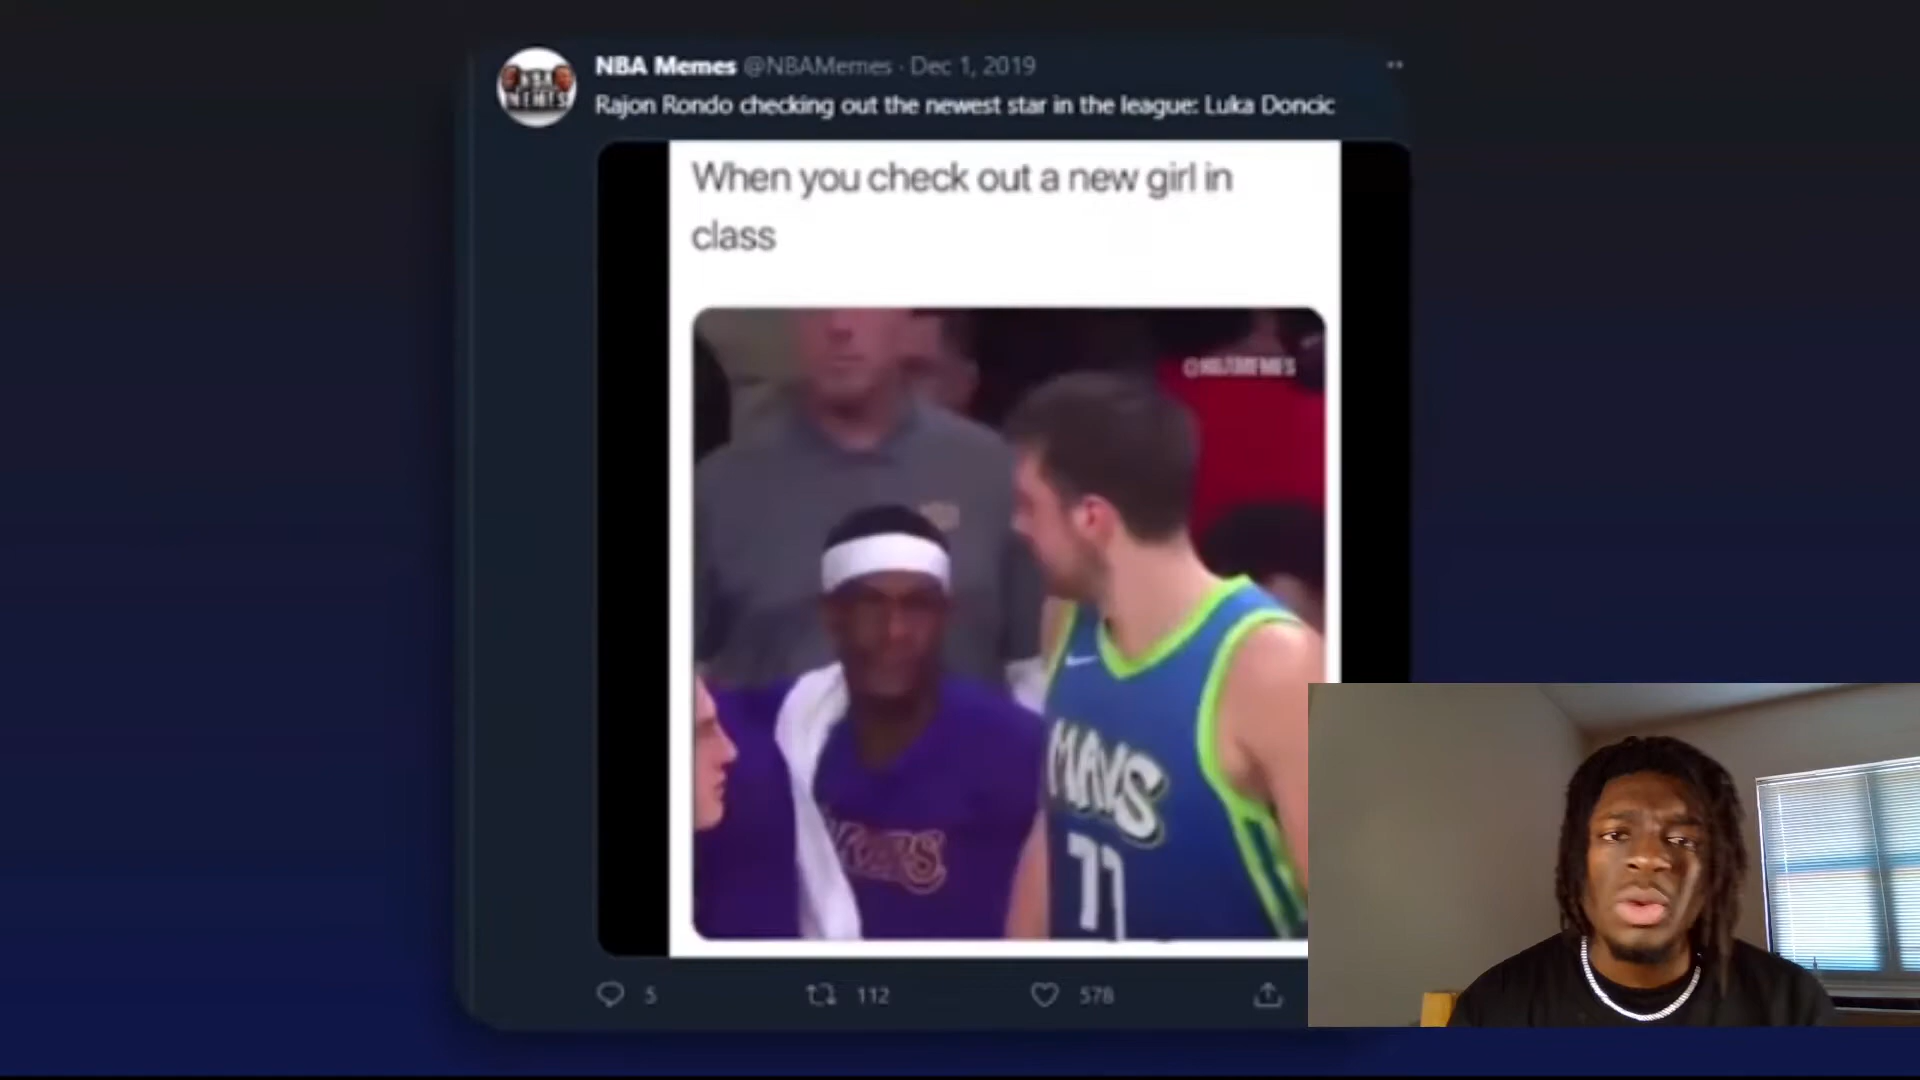 NBA Memes @NBAMemes · Dec 1, 2019
Rajon Rondo checking out the newest star in the league: Luka Doncic
When you check out a new girl in
class
MAVS
77
5 112 578